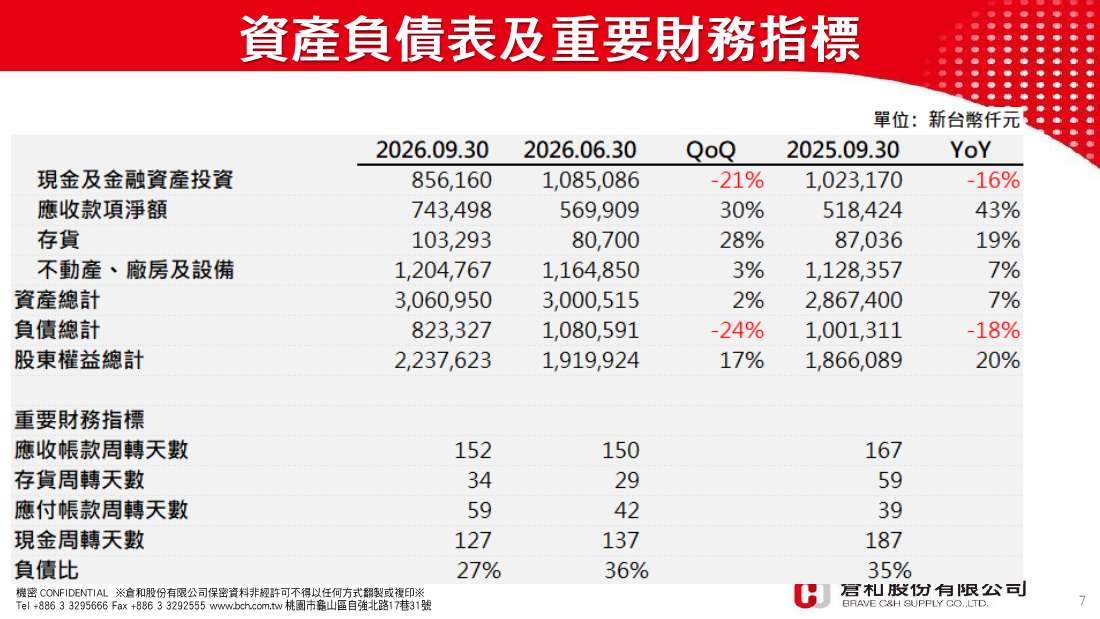 資產負債表及重要財務指標
單位：新台幣仟元
2026.09.30 2026.06.30 QoQ 2025.09.30 YoY
現金及金融資產投資 856,160 1,085,086 -21% 1,023,170 -16%
應收款項淨額 743,498 569,909 30% 518,424 43%
存貨 103,293 80,700 28% 87,036 19%
不動產、廠房及設備 1,204,767 1,164,850 3% 1,128,357 7%
資產總計 3,060,950 3,000,515 2% 2,867,400 7%
負債總計 823,327 1,080,591 -24% 1,001,311 -18%
股東權益總計 2,237,623 1,919,924 17% 1,866,089 20%
重要財務指標
應收帳款周轉天數 152 150 167
存貨周轉天數 34 29 59
應付帳款周轉天數 59 42 39
現金周轉天數 127 137 187
負債比 27% 36% 35%
機密 CONFIDENTIAL ※倉和股份有限公司保密資料非經許可不得以任何方式翻製或複印※
Tel +886 3 3295666 Fax +886 3 3292555 www.bch.com.tw 桃園市龜山區自強北路17巷31號
倉和股份有限公司
BRAVE C&H SUPPLY CO.,LTD.
7